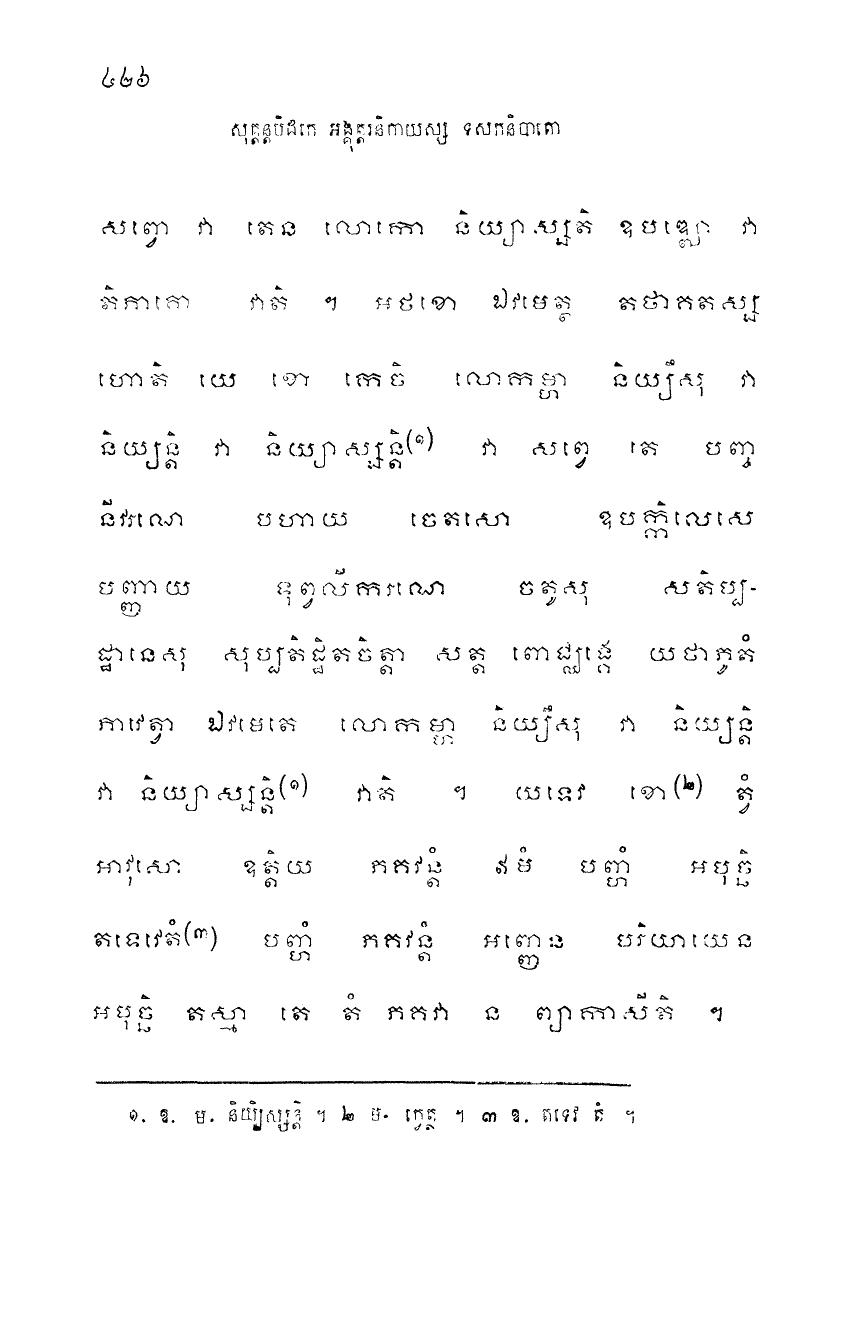 ៤២៦
សុត្តន្តបិដកេ អង្គុត្តរនិកាយស្ស ទសកនិបាតោ
សព្វោ វា តេន លោកោ និយ្យាស្សតិ ឧបឌ្ឍោ វា
តិភាគោ វាតិ ។ អថខោ ឯវមេត្ថ តថាគតស្ស
ហោតិ យេ ខោ កេចិ លោកម្ហា និយ្យឹសុ វា
និយ្យន្តិ វា និយ្យាស្សន្តិ(១) វា សព្វេ តេ បញ្ច
នីវរណេ បហាយ ចេតសោ ឧបក្កិលេសេ
បញ្ញាយ ទុព្វលីករណេ ចតូសុ សតិប្ប-
ដ្ឋានេសុ សុប្បតិដ្ឋិតចិត្តា សត្ត ពោជ្ឈង្គេ យថាភូតំ
ភាវេត្វា ឯវមេតេ លោកម្ហា និយ្យឹសុ វា និយ្យន្តិ
វា និយ្យាស្សន្តិ(១) វាតិ ។ យទេវ ខោ(២) ត្វំ
អាវុសោ ឧត្តិយ ភគវន្តំ ឥមំ បញ្ហំ អបុច្ឆិ
តទេវេតំ(៣) បញ្ហំ ភគវន្តំ អញ្ញេន បរិយាយេន
អបុច្ឆិ តស្មា តេ តំ ភគវា ន ព្យាកាសីតិ ។
១. ឧ. ម. និយ្យិស្សន្តិ ។ ២ ម. ក្វេត្ថ ។ ៣ ឧ. តទេវ តំ ។